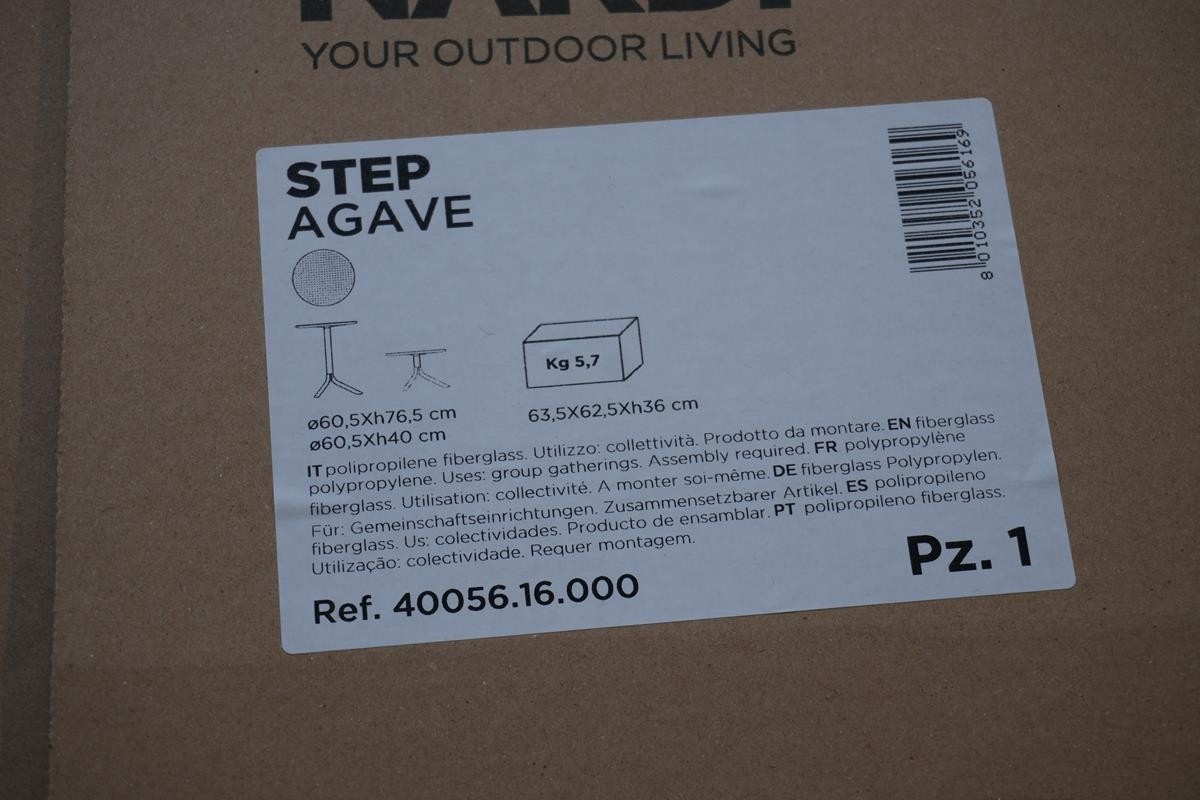 NARDI
YOUR OUTDOOR LIVING
STEP
AGAVE
8 010352 056169
Kg 5,7
ø60,5Xh76,5 cm
ø60,5Xh40 cm
63,5X62,5Xh36 cm
IT polipropilene fiberglass. Utilizzo: collettività. Prodotto da montare. EN fiberglass
polypropylene. Uses: group gatherings. Assembly required. FR polypropylène
fiberglass. Utilisation: collectivité. A monter soi-même. DE fiberglass Polypropylen.
Für: Gemeinschaftseinrichtungen. Zusammensetzbarer Artikel. ES polipropileno
fiberglass. Us: colectividades. Producto de ensamblar. PT polipropileno fiberglass.
Utilização: colectividade. Requer montagem.
Ref. 40056.16.000
Pz. 1